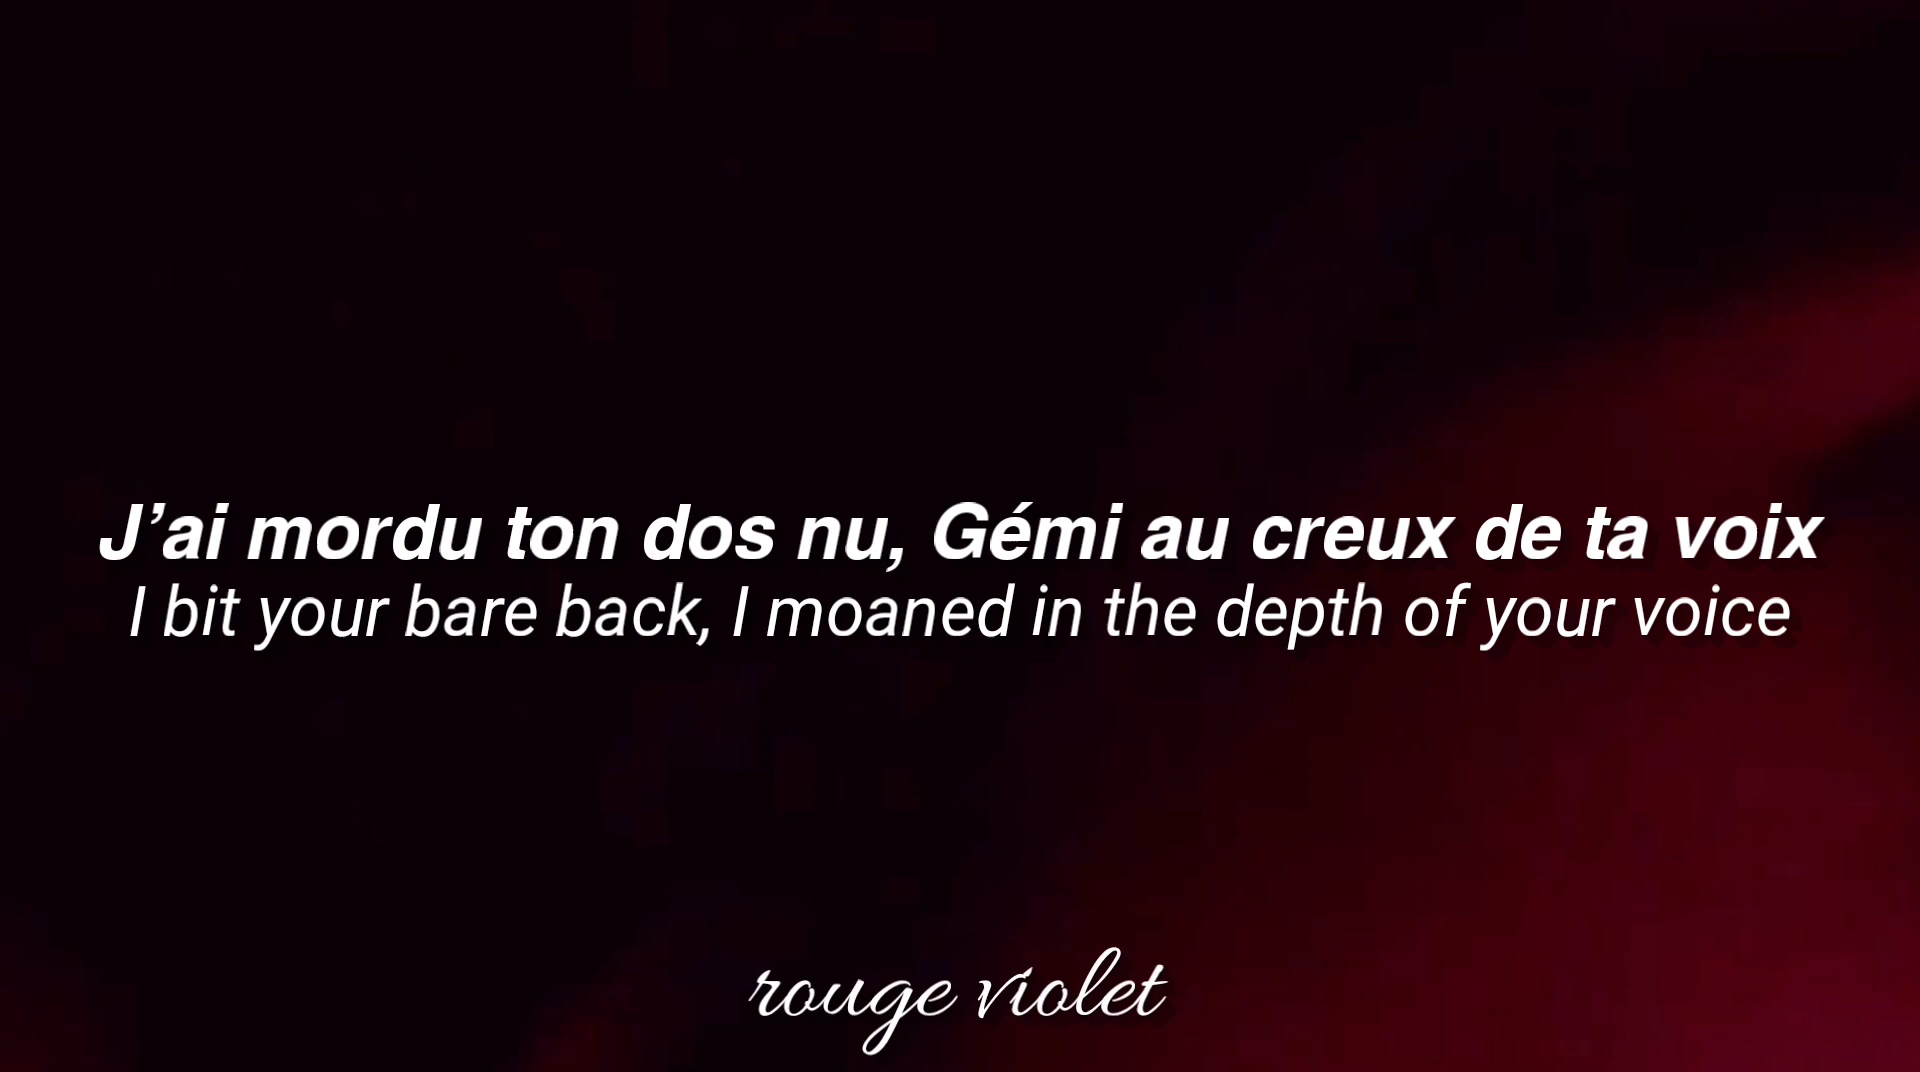 J’ai mordu ton dos nu, Gémi au creux de ta voix
I bit your bare back, I moaned in the depth of your voice
rouge violet